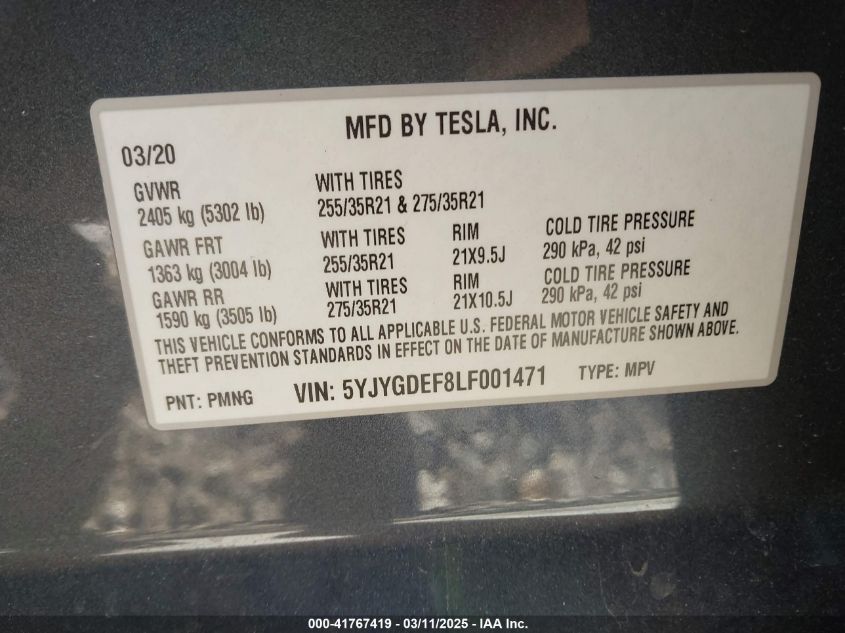 MFD BY TESLA, INC.
03/20
GVWR WITH TIRES
2405 kg (5302 lb) 255/35R21 & 275/35R21
GAWR FRT WITH TIRES RIM COLD TIRE PRESSURE
1363 kg (3004 lb) 255/35R21 21X9.5J 290 kPa, 42 psi
GAWR RR WITH TIRES RIM COLD TIRE PRESSURE
1590 kg (3505 lb) 275/35R21 21X10.5J 290 kPa, 42 psi
THIS VEHICLE CONFORMS TO ALL APPLICABLE U.S. FEDERAL MOTOR VEHICLE SAFETY AND
THEFT PREVENTION STANDARDS IN EFFECT ON THE DATE OF MANUFACTURE SHOWN ABOVE.
PNT: PMNG VIN: 5YJYGDEF8LF001471 TYPE: MPV
000-41767419 - 03/11/2025 - IAA Inc.